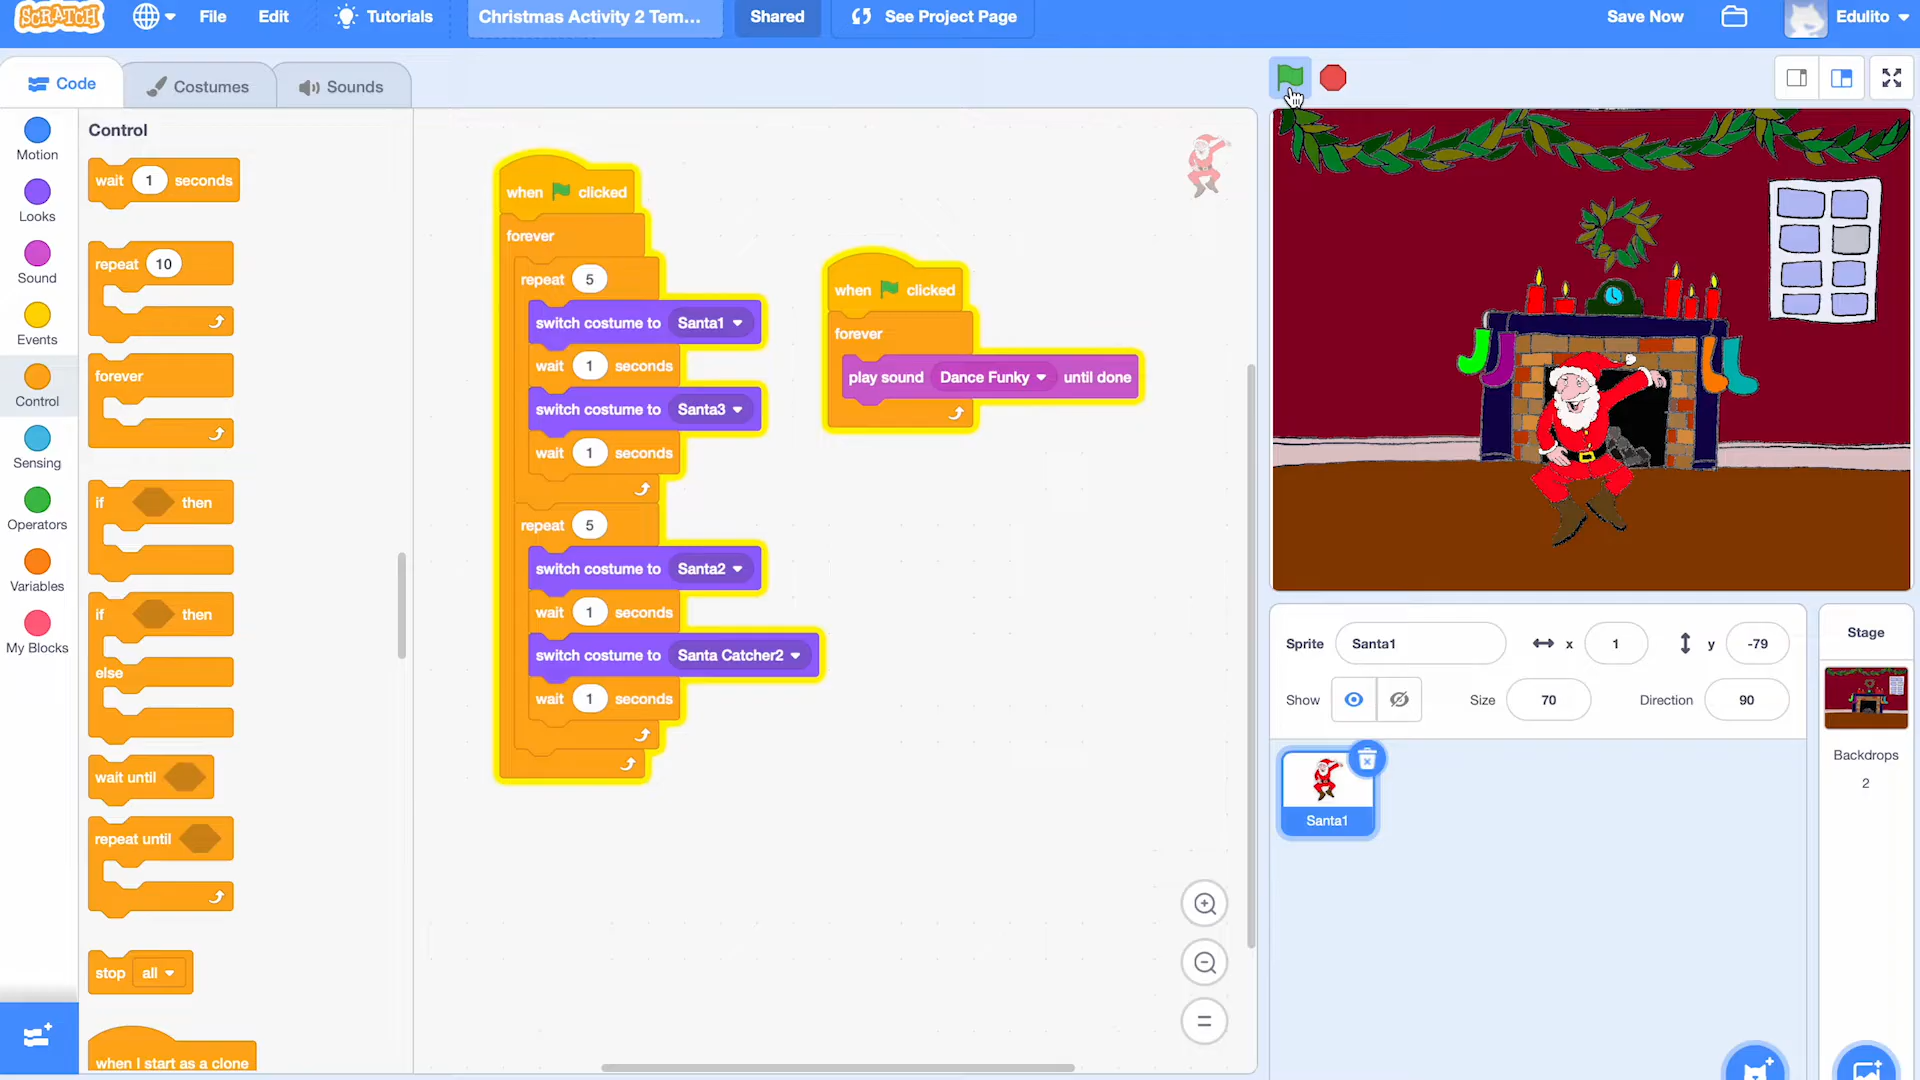 SCRATCH
File
Edit
Tutorials
Christmas Activity 2 Tem...
Shared
See Project Page
Save Now
Edulito
Code
Costumes
Sounds
Motion
Looks
Sound
Events
Control
Sensing
Operators
Variables
My Blocks
Control
wait 1 seconds
repeat 10
forever
if then
if then
else
wait until
repeat until
stop all
when I start as a clone
when clicked
forever
repeat 5
switch costume to Santa1
wait 1 seconds
switch costume to Santa3
wait 1 seconds
repeat 5
switch costume to Santa2
wait 1 seconds
switch costume to Santa Catcher2
wait 1 seconds
when clicked
forever
play sound Dance Funky until done
Sprite Santa1 x 1 y -79
Show Size 70 Direction 90
Santa1
Stage
Backdrops
2